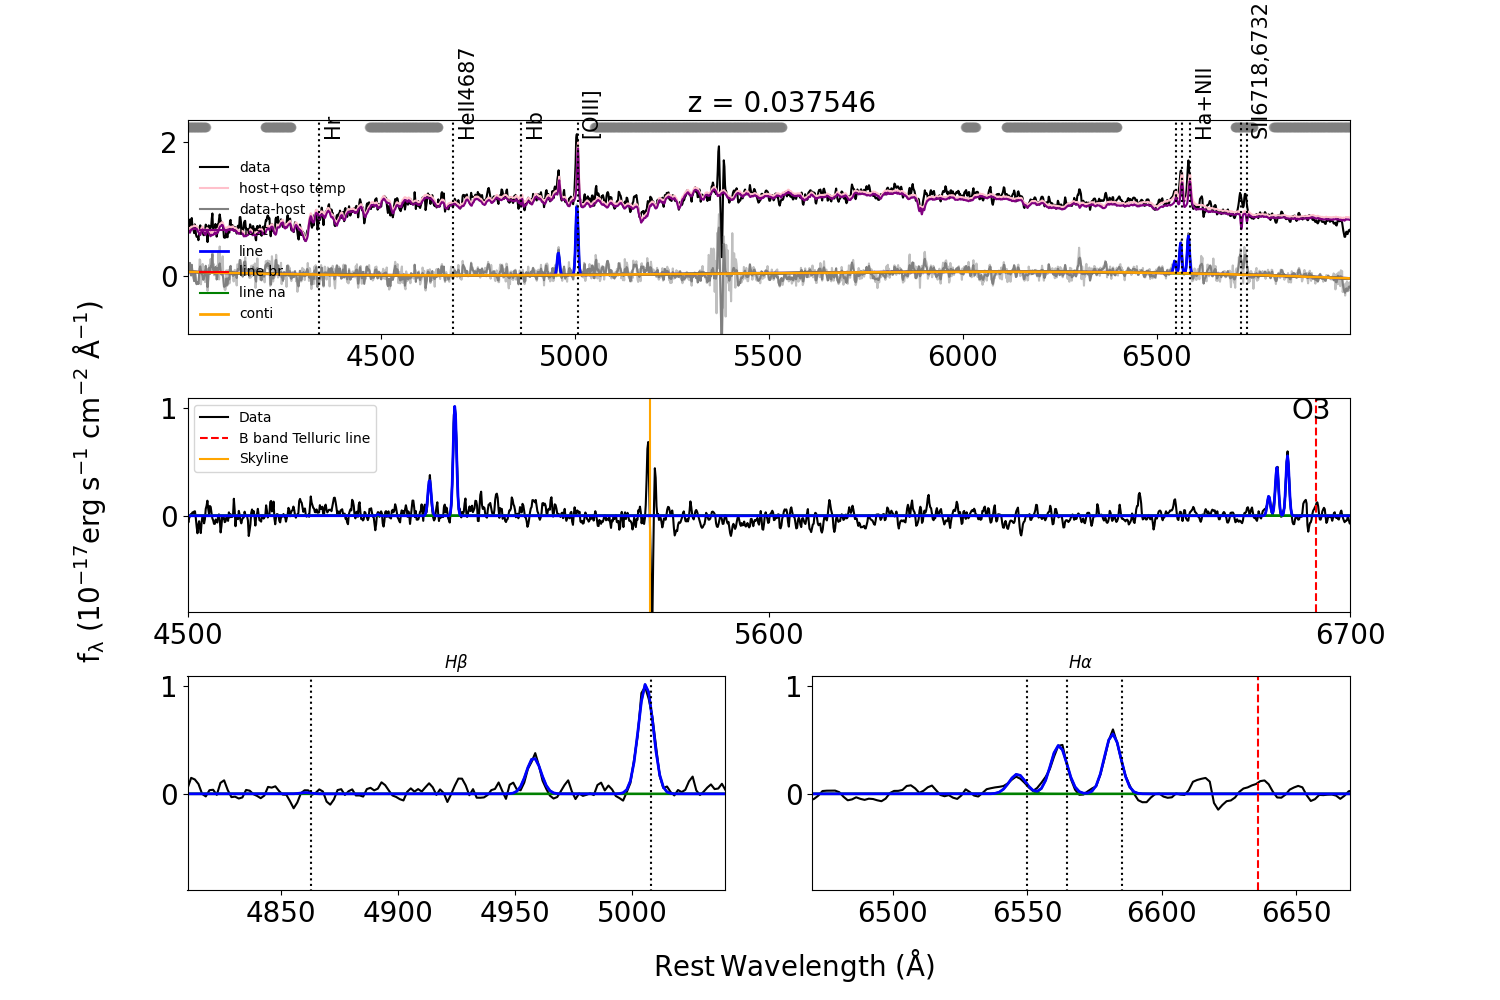 z = 0.037546
Hr
HeII4687
Hb
[OIII]
Ha+NII
SII6718,6732
2
0
data
host+qso temp
data-host
line
line br
line na
conti
4500 5000 5500 6000 6500
fλ (10−17erg s−1 cm−2 Å−1)
1
0
Data
B band Telluric line
Skyline
O3
4500 5600 6700
Hβ
1
0
4850 4900 4950 5000
Hα
1
0
6500 6550 6600 6650
Rest Wavelength (Å)